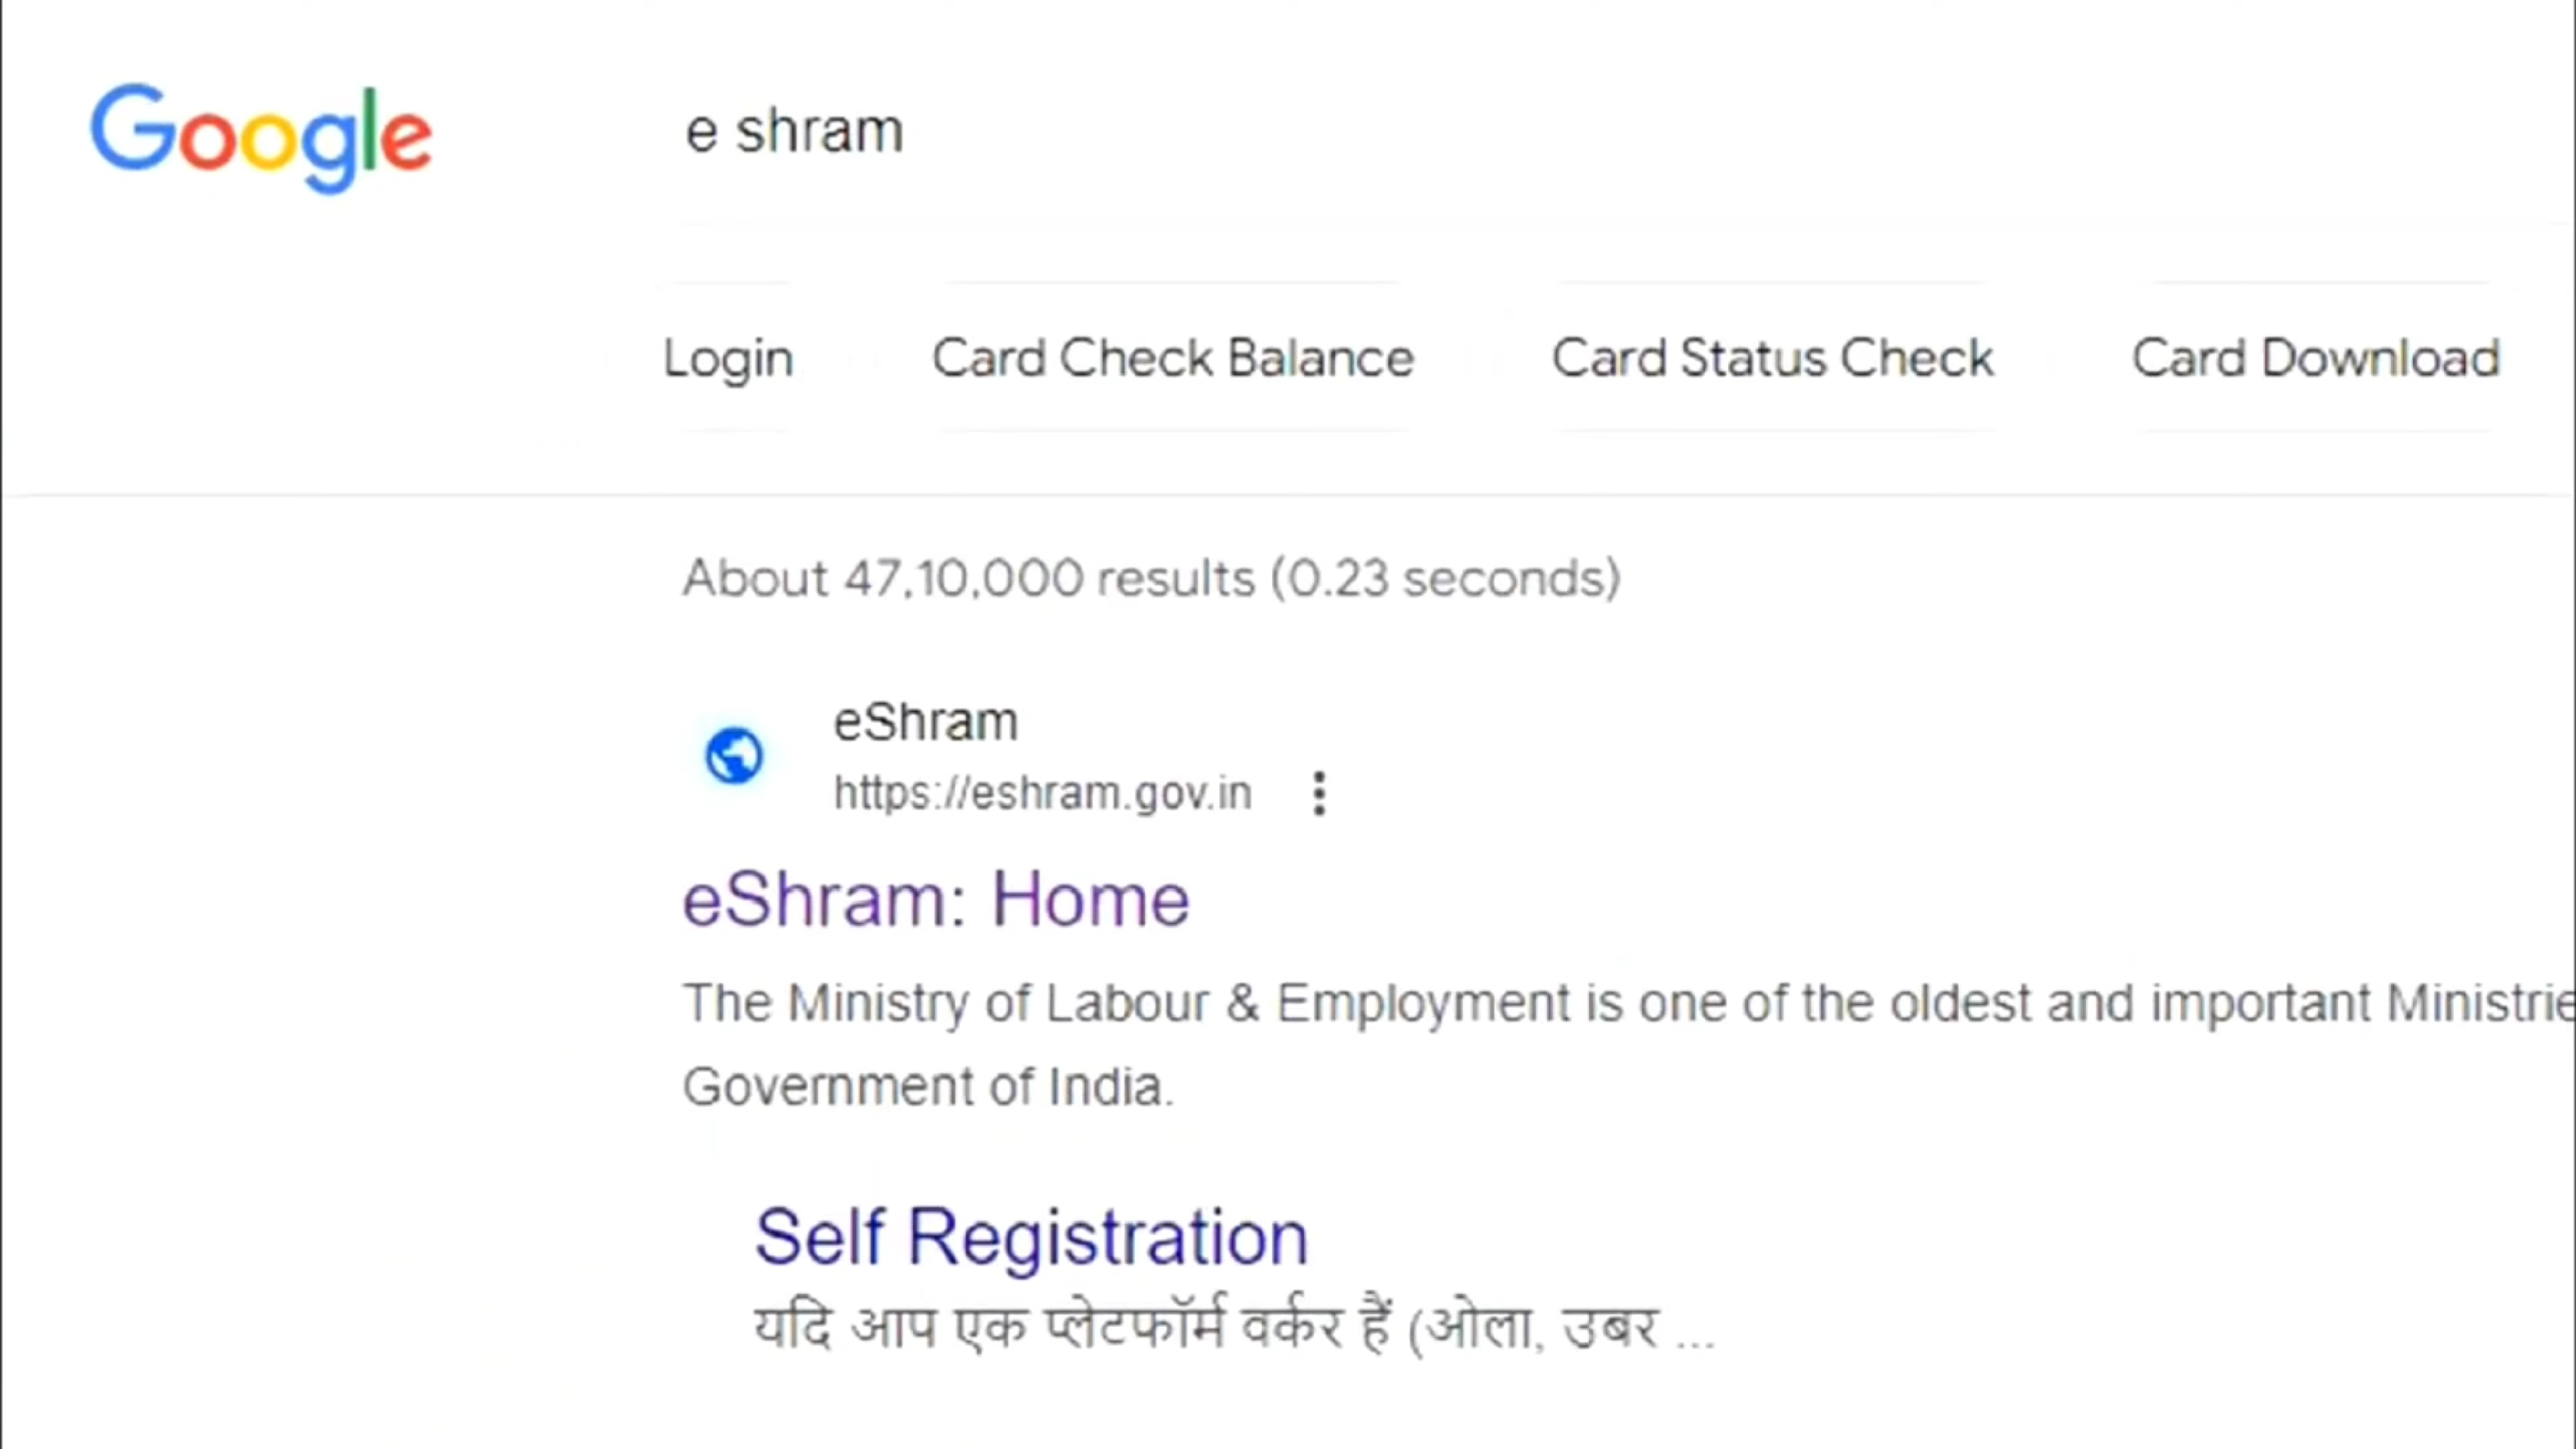 Google
e shram
Login Card Check Balance Card Status Check Card Download
About 47,10,000 results (0.23 seconds)
eShram
https://eshram.gov.in
eShram: Home
The Ministry of Labour & Employment is one of the oldest and important Ministrie
Government of India.
Self Registration
यदि आप एक प्लेटफॉर्म वर्कर हैं (ओला, उबर ...